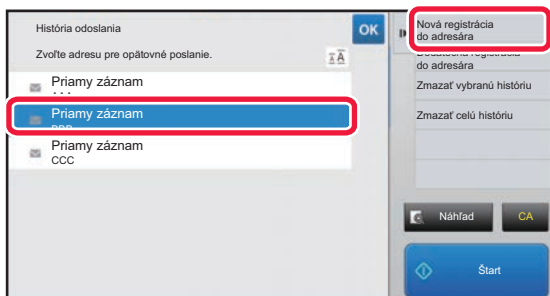 História odoslania
OK
Zvoľte adresu pre opätovné poslanie.
Priamy záznam
Priamy záznam
Priamy záznam
CCC
Nová registrácia
do adresára
do adresára
Zmazať vybranú históriu
Zmazať celú históriu
Náhľad
CA
Štart